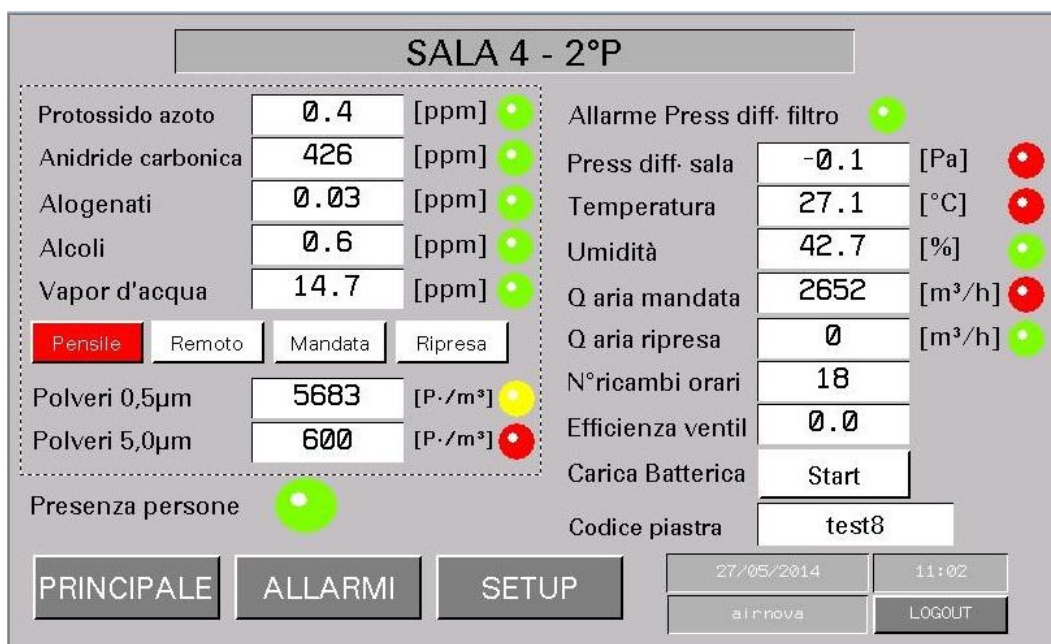 SALA 4 - 2°P
Protossido azoto 0.4 [ppm]
Anidride carbonica 426 [ppm]
Alogenati 0.03 [ppm]
Alcoli 0.6 [ppm]
Vapor d'acqua 14.7 [ppm]
Pensile Remoto Mandata Ripresa
Polveri 0,5µm 5683 [P·/m³]
Polveri 5,0µm 600 [P·/m³]
Presenza persone
Allarme Press diff· filtro
Press diff· sala -0.1 [Pa]
Temperatura 27.1 [°C]
Umidità 42.7 [%]
Q aria mandata 2652 [m³/h]
Q aria ripresa 0 [m³/h]
N°ricambi orari 18
Efficienza ventil 0.0
Carica Batterica Start
Codice piastra test8
PRINCIPALE ALLARMI SETUP
27/05/2014 11:02
airnova LOGOUT